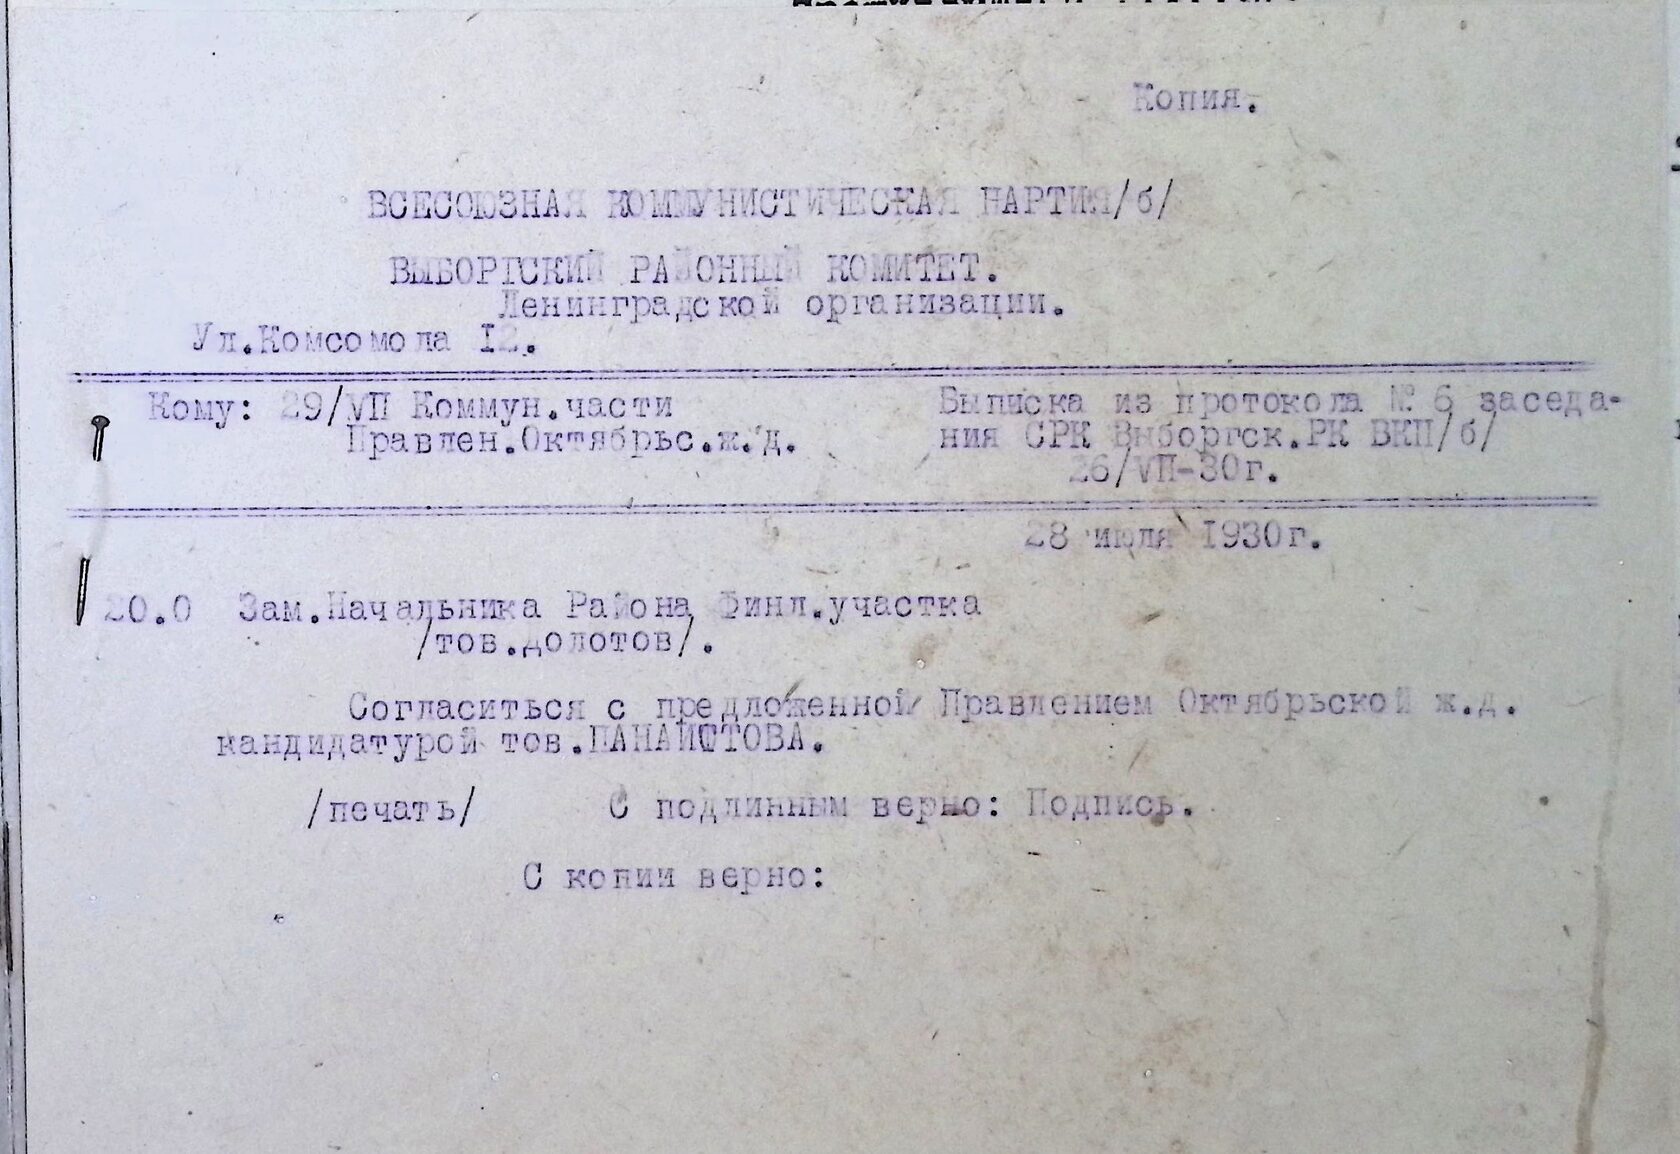 Копия.
ВСЕСОЮЗНАЯ КОММУНИСТИЧЕСКАЯ ПАРТИЯ/б/
ВЫБОРГСКИЙ РАЙОННЫЙ КОМИТЕТ.
Ленинградской организации.
Ул.Комсомола I2.
Кому: 29/VII Коммун.части
Правлен.Октябрьс.ж.д.
Выписка из протокола № 6 заседа-
ния СРК Выборгск.РК ВКП/б/
26/VII-30г.
28 июля 1930г.
20.0 Зам.Начальника Района Финл.участка
/тов.долотов/.
Согласиться с предложенной Правлением Октябрьской ж.д.
кандидатурой тов.ПАНАИОТОВА.
/печать/ С подлинным верно: Подпись.
С копии верно: